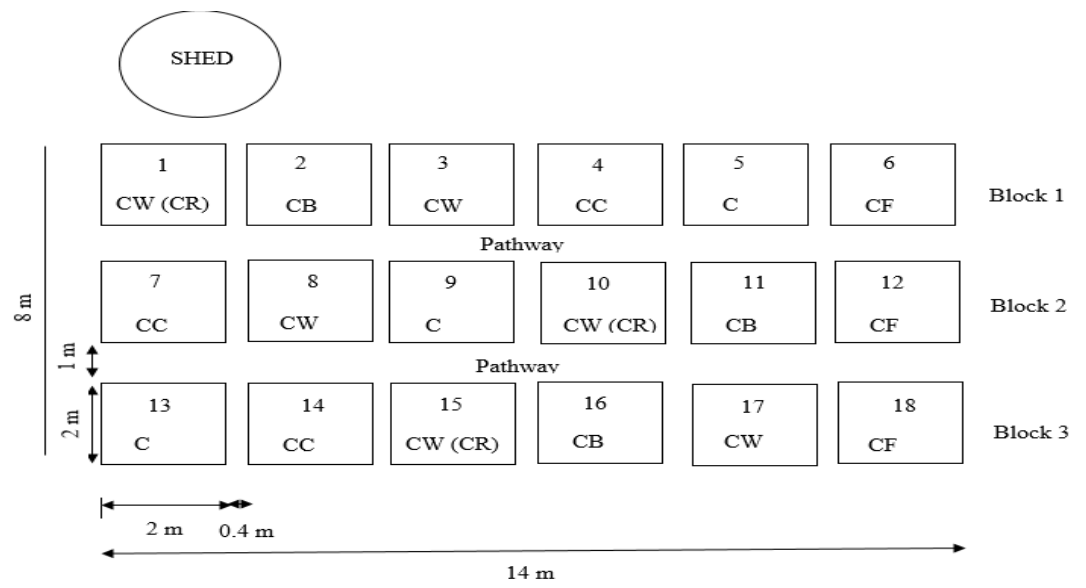 SHED
1 2 3 4 5 6
CW (CR) CB CW CC C CF Block 1
Pathway
7 8 9 10 11 12
CC CW C CW (CR) CB CF Block 2
8 m
1 m
Pathway
13 14 15 16 17 18
C CC CW (CR) CB CW CF Block 3
2 m
2 m 0.4 m
14 m